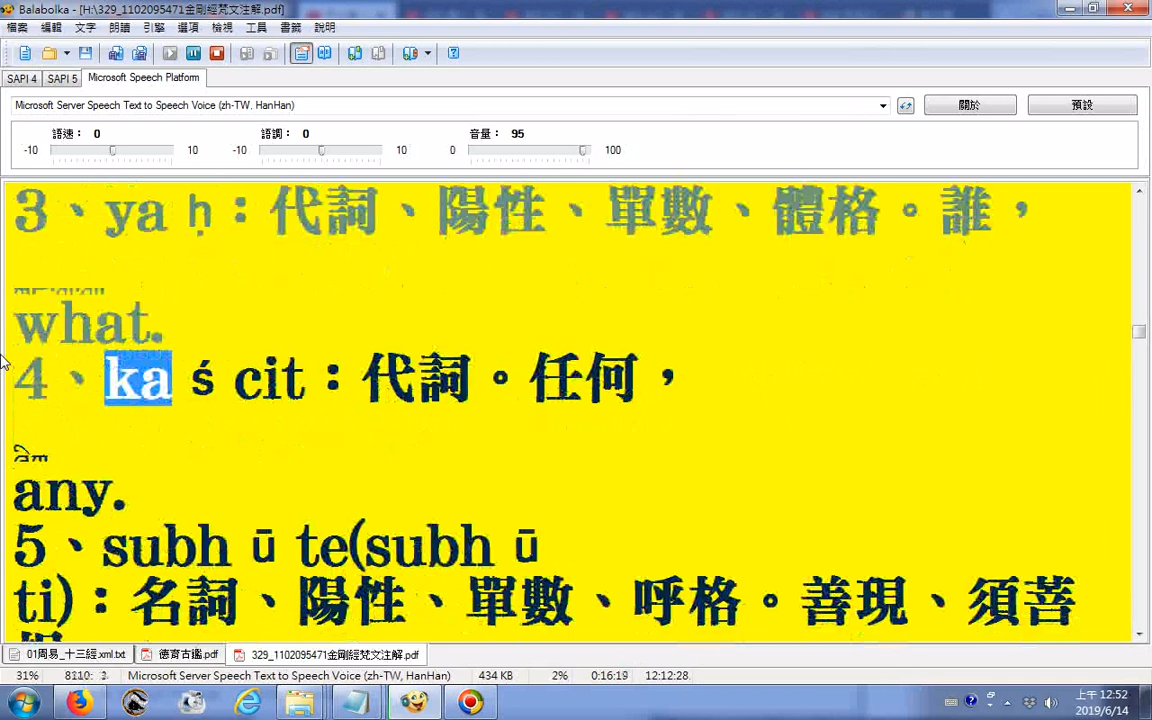 Balabolka - [H:\329_1102095471金剛經梵文注解.pdf]
檔案 編輯 文字 朗讀 引擎 選項 檢視 工具 書籤 說明
SAPI 4 SAPI 5 Microsoft Speech Platform
Microsoft Server Speech Text to Speech Voice (zh-TW, HanHan) 關於 預設
語速： 0 語調： 0 音量： 95
-10 10 -10 10 0 100
3、ya ḥ：代詞、陽性、單數、體格。誰，
what.
4、ka ś cit：代詞。任何，
any.
5、subh ū te(subh ū
ti)：名詞、陽性、單數、呼格。善現、須菩
01周易_十三經.xml.txt 德育古鑑.pdf 329_1102095471金剛經梵文注解.pdf
31% 8110: Microsoft Server Speech Text to Speech Voice (zh-TW, HanHan) 434 KB 2% 0:16:19 12:12:28.
上午 12:52
2019/6/14